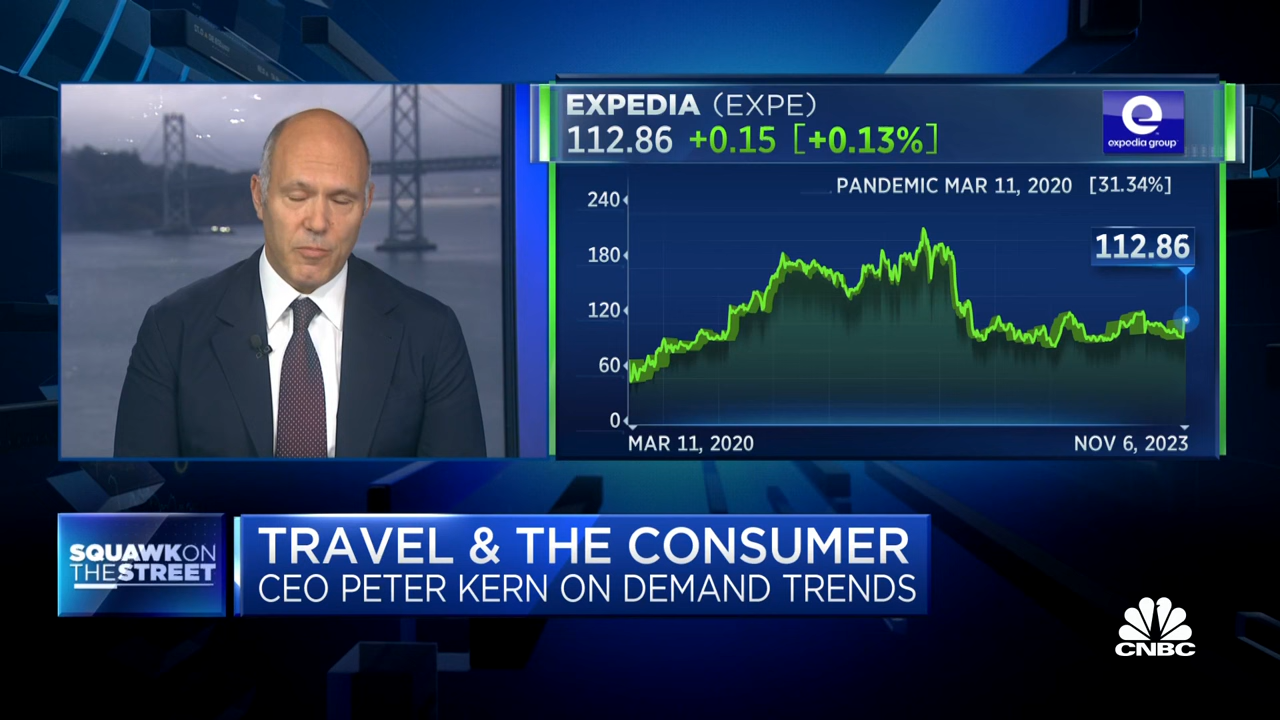 EXPEDIA (EXPE)
112.86 +0.15 [+0.13%]
e
expedia group
PANDEMIC MAR 11, 2020 [31.34%]
240
180
120
60
0
112.86
MAR 11, 2020
NOV 6, 2023
SQUAWK ON
THE STREET
TRAVEL & THE CONSUMER
CEO PETER KERN ON DEMAND TRENDS
CNBC